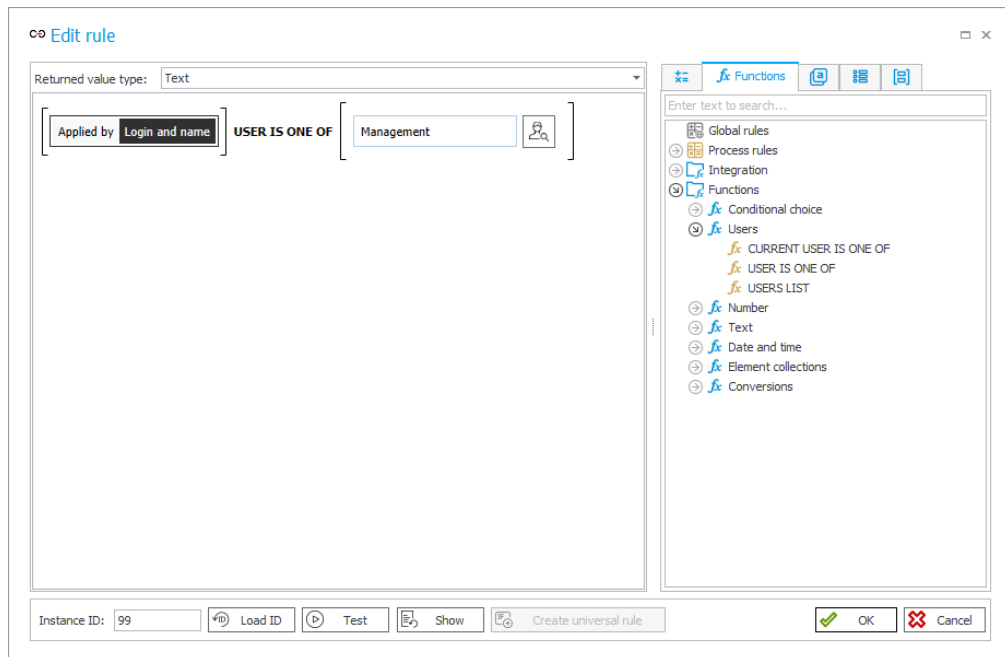 Edit rule
Returned value type: Text
Applied by Login and name USER IS ONE OF Management
Functions
Enter text to search...
Global rules
Process rules
Integration
Functions
Conditional choice
Users
CURRENT USER IS ONE OF
USER IS ONE OF
USERS LIST
Number
Text
Date and time
Element collections
Conversions
Instance ID: 99 Load ID Test Show Create universal rule OK Cancel